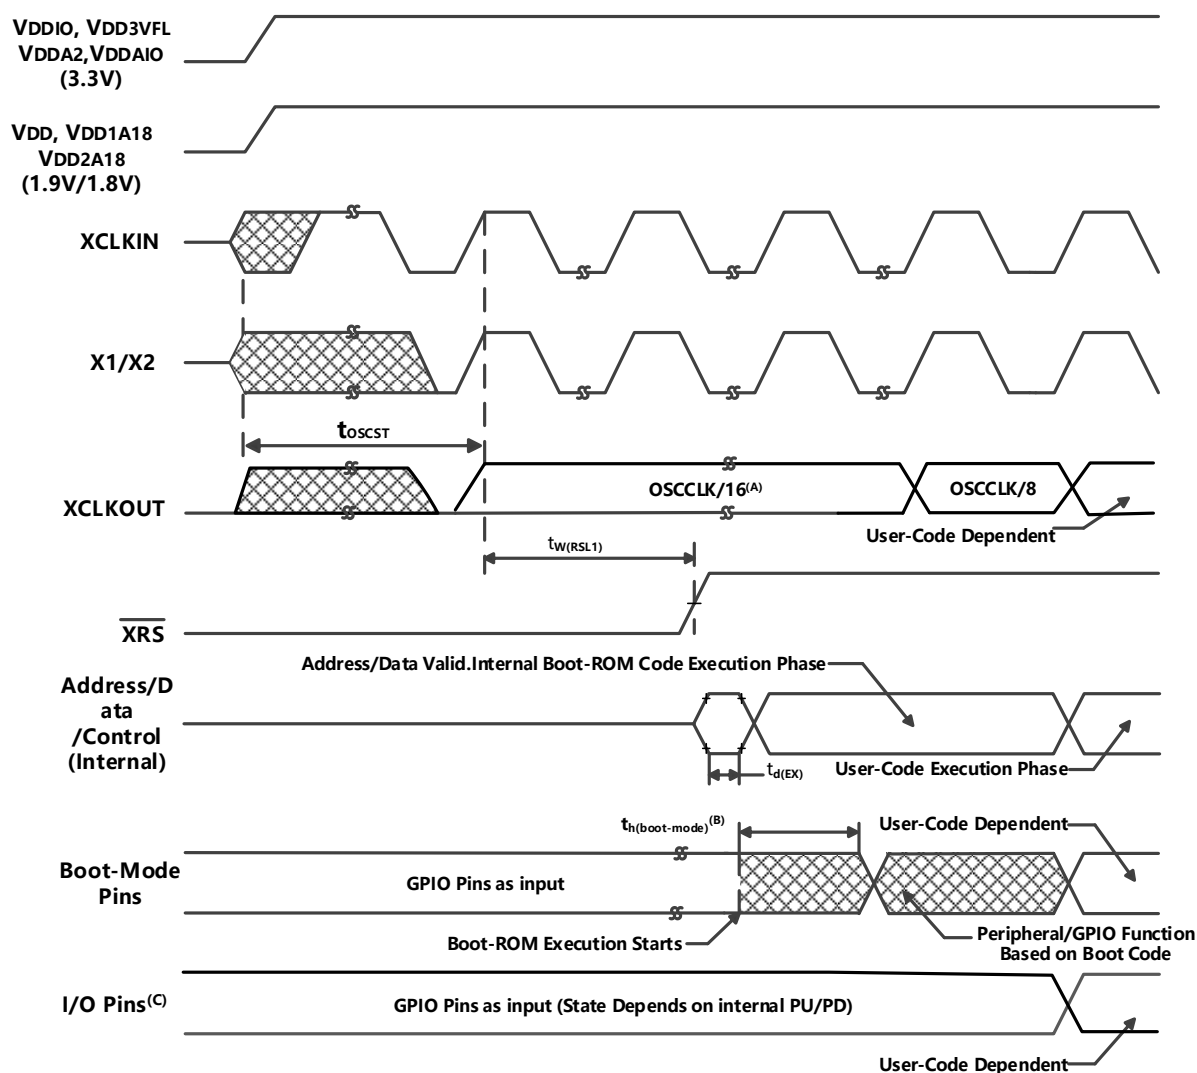 VDDIO, VDD3VFL
VDDA2,VDDAIO
(3.3V)
VDD, VDD1A18
VDD2A18
(1.9V/1.8V)
XCLKIN
X1/X2
tOSCST
XCLKOUT
OSCCLK/16(A)
OSCCLK/8
User-Code Dependent
tW(RSL1)
XRS
Address/Data Valid.Internal Boot-ROM Code Execution Phase
Address/D
ata
/Control
(Internal)
td(EX)
User-Code Execution Phase
th(boot-mode)(B)
User-Code Dependent
Boot-Mode
Pins
GPIO Pins as input
Boot-ROM Execution Starts
Peripheral/GPIO Function
Based on Boot Code
I/O Pins(C)
GPIO Pins as input (State Depends on internal PU/PD)
User-Code Dependent